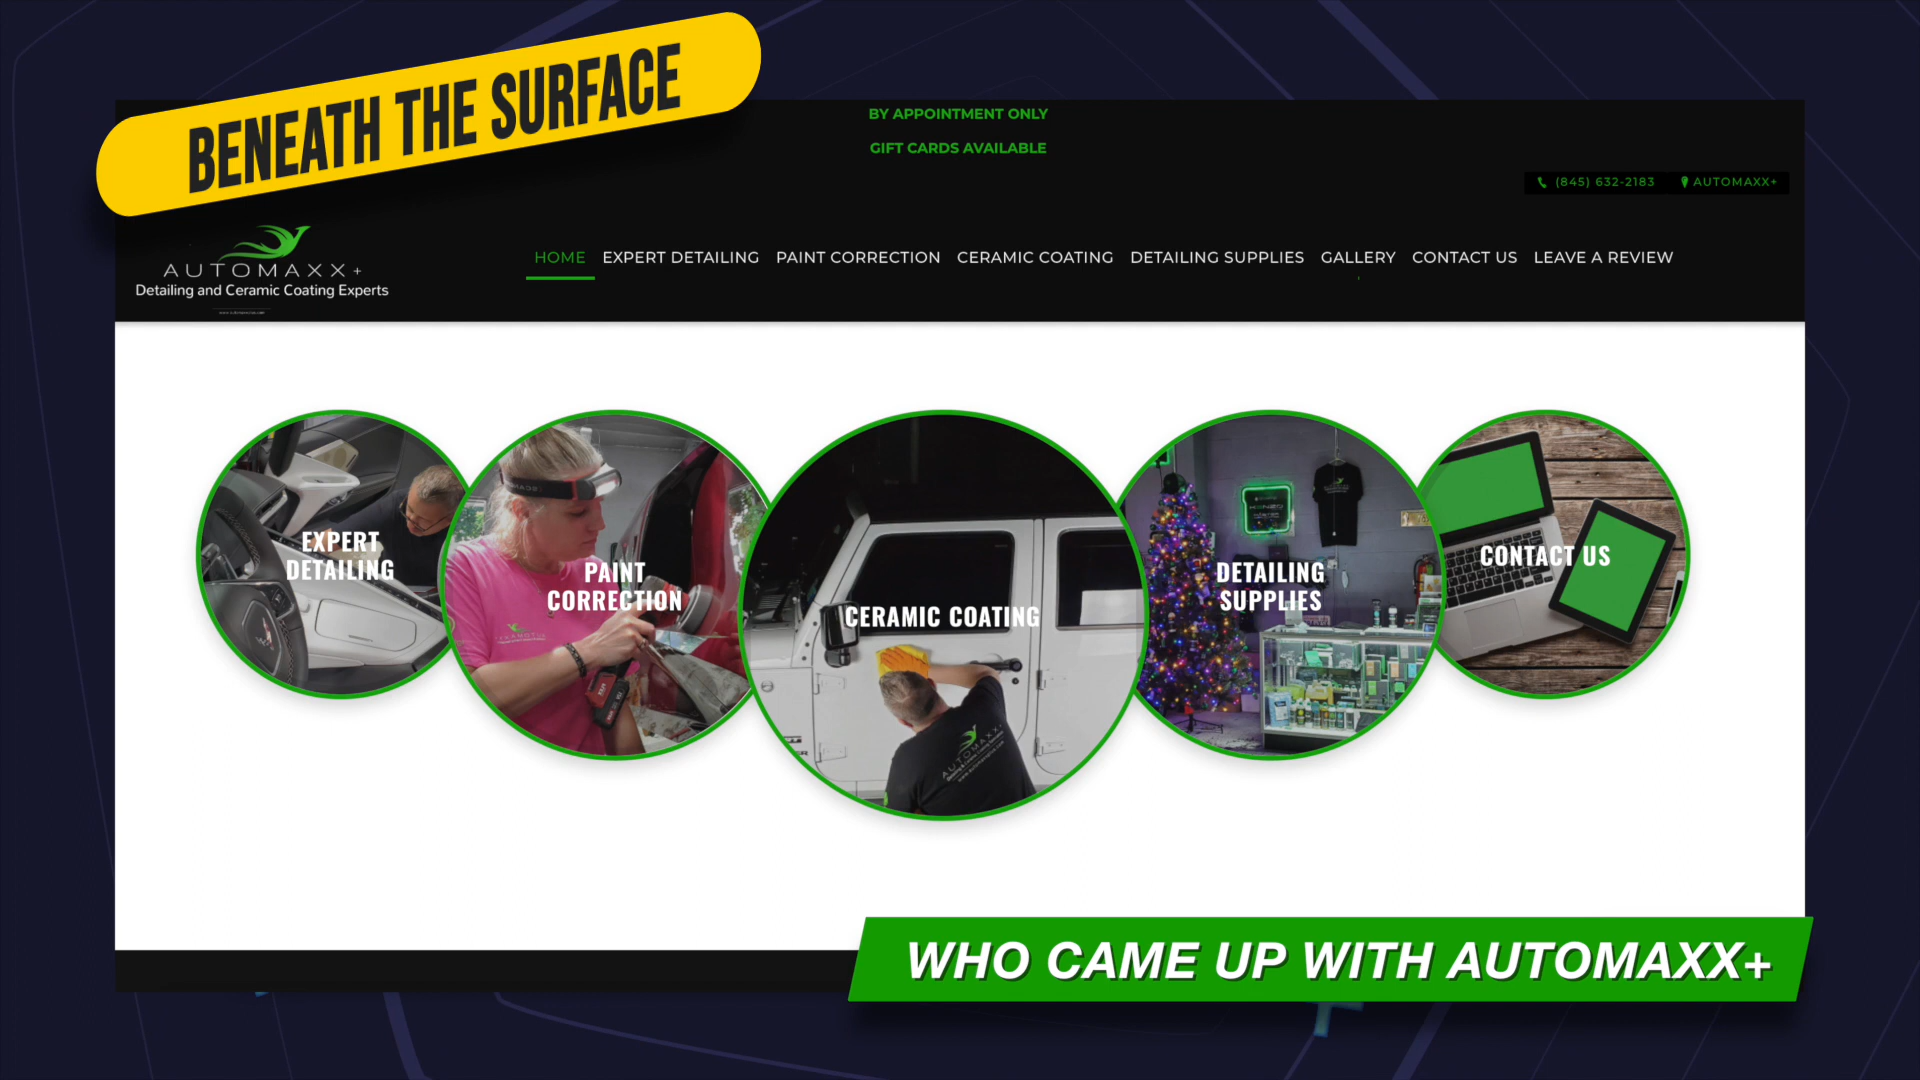 BENEATH THE SURFACE
BY APPOINTMENT ONLY
GIFT CARDS AVAILABLE
(845) 632-2183 AUTOMAXX+
AUTOMAXX+
Detailing and Ceramic Coating Experts
HOME EXPERT DETAILING PAINT CORRECTION CERAMIC COATING DETAILING SUPPLIES GALLERY CONTACT US LEAVE A REVIEW
EXPERT
DETAILING
PAINT
CORRECTION
CERAMIC COATING
AUTOMAXX+
DETAILING
SUPPLIES
CONTACT US
WHO CAME UP WITH AUTOMAXX+